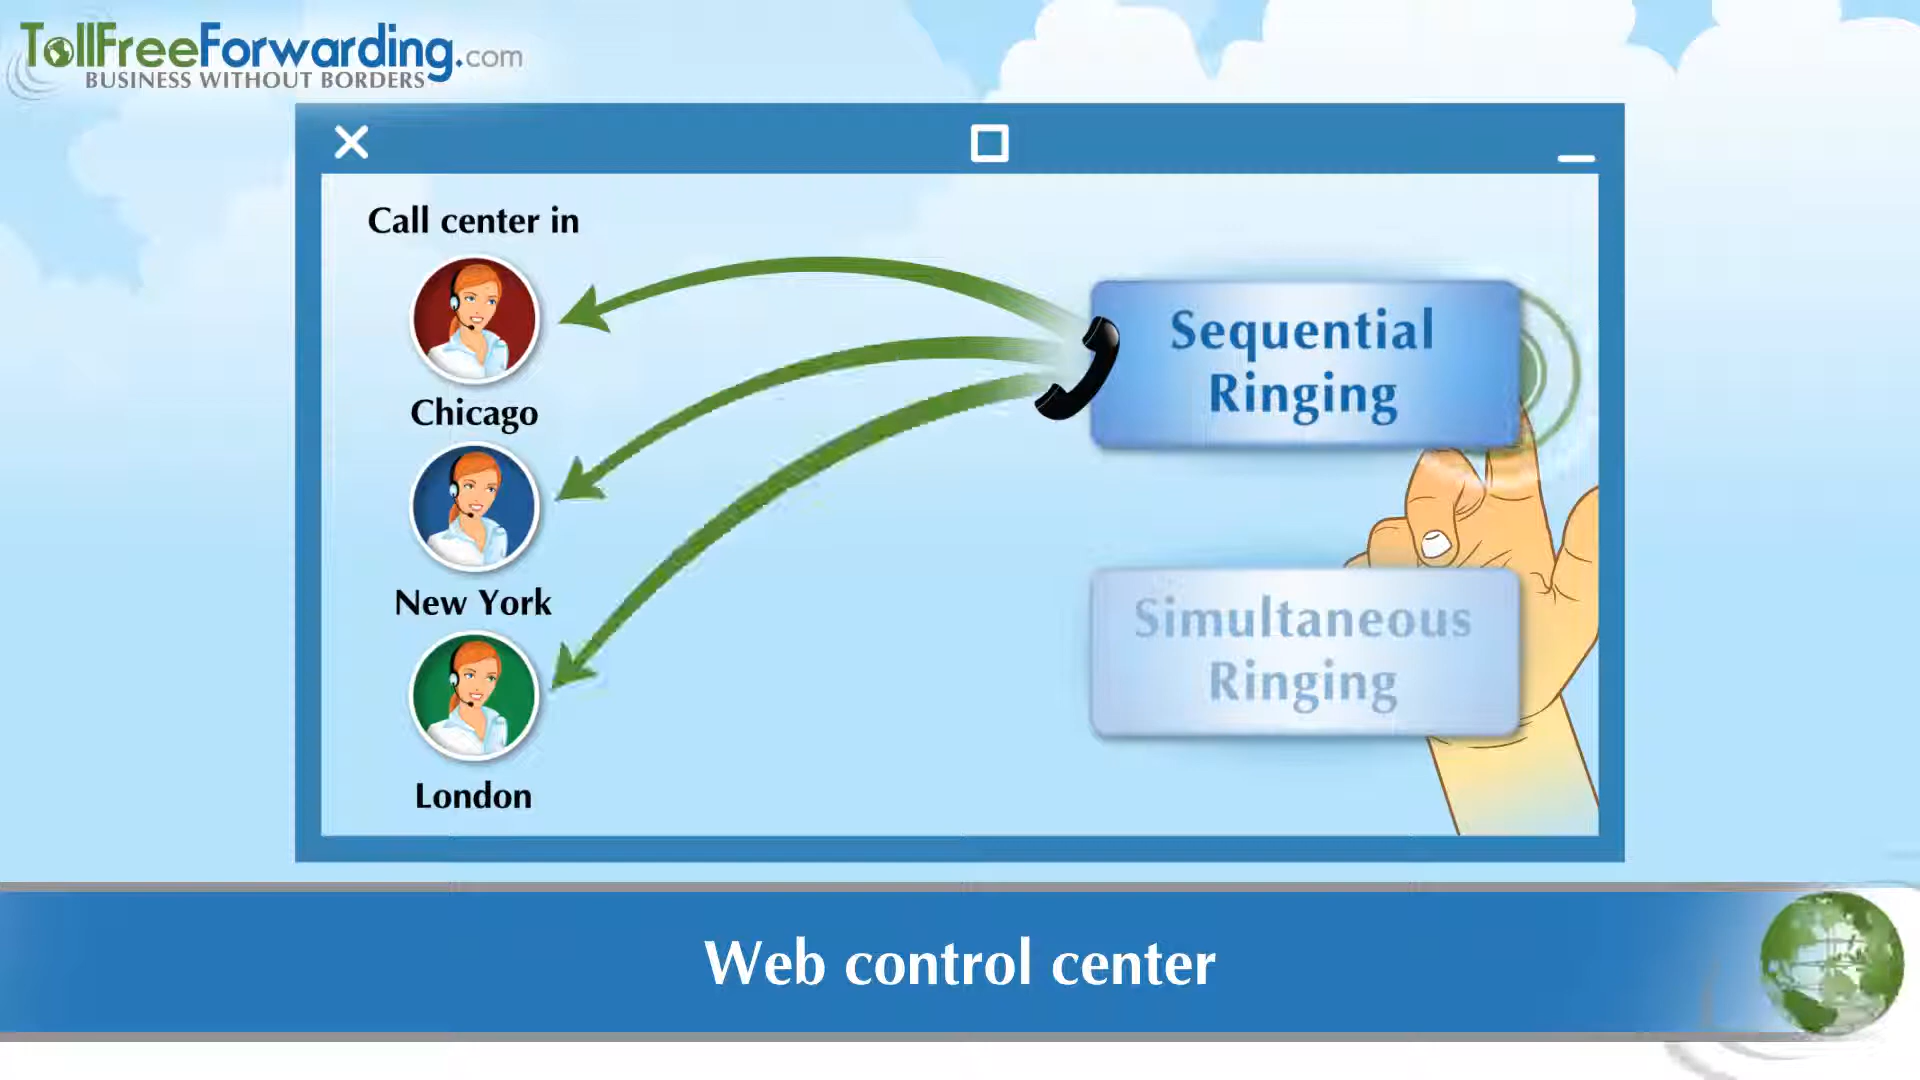 TollFreeForwarding.com
BUSINESS WITHOUT BORDERS
Call center in
Chicago
New York
London
Sequential
Ringing
Simultaneous
Ringing
Web control center